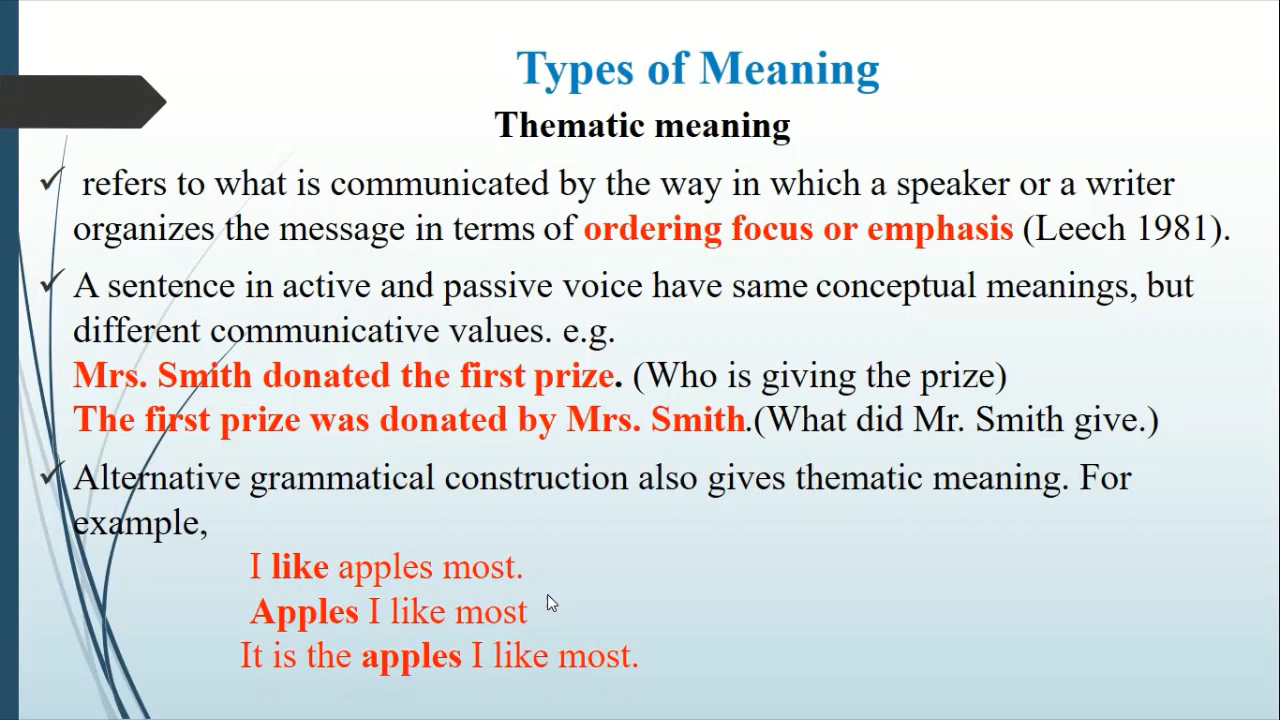 Types of Meaning
Thematic meaning
✓ refers to what is communicated by the way in which a speaker or a writer
organizes the message in terms of ordering focus or emphasis (Leech 1981).
✓ A sentence in active and passive voice have same conceptual meanings, but
different communicative values. e.g.
Mrs. Smith donated the first prize. (Who is giving the prize)
The first prize was donated by Mrs. Smith.(What did Mr. Smith give.)
✓ Alternative grammatical construction also gives thematic meaning. For
example,
I like apples most.
Apples I like most
It is the apples I like most.